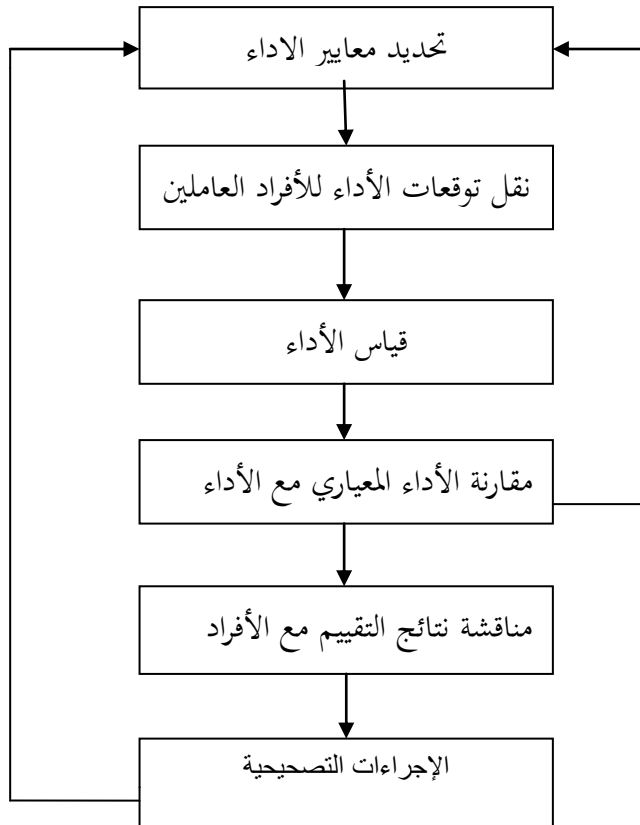 تحديد معايير الاداء
نقل توقعات الأداء للأفراد العاملين
قياس الأداء
مقارنة الأداء المعياري مع الأداء
مناقشة نتائج التقييم مع الأفراد
الإجراءات التصحيحية